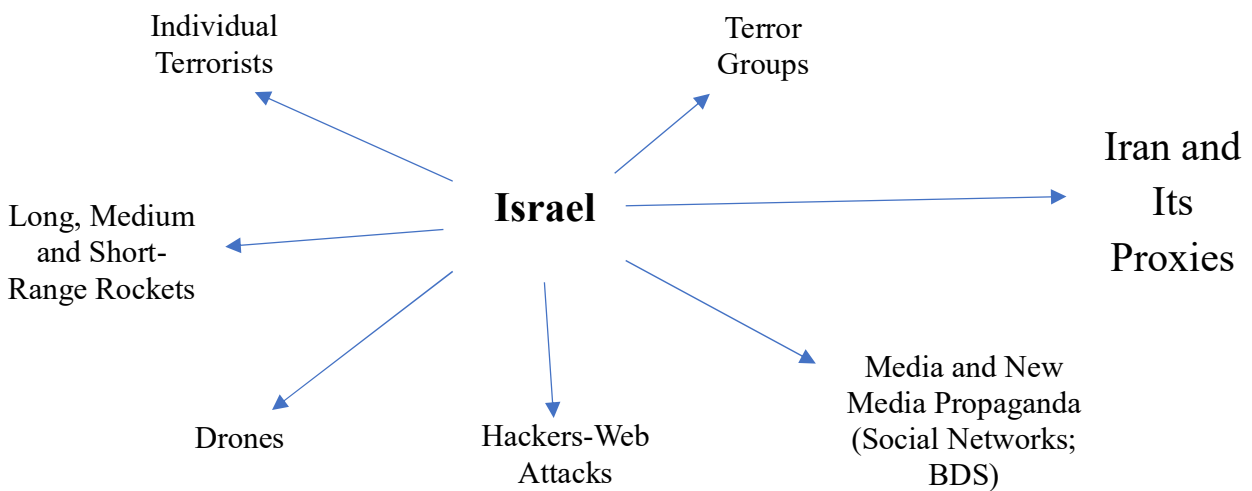 Individual
Terrorists
Terror
Groups
Iran and
Its
Proxies
Israel
Long, Medium
and Short-
Range Rockets
Media and New
Media Propaganda
(Social Networks;
BDS)
Drones
Hackers-Web
Attacks